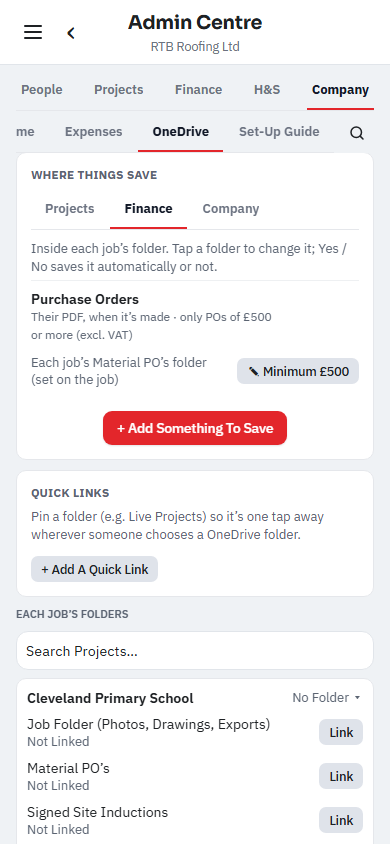 Admin Centre
RTB Roofing Ltd
People Projects Finance H&S Company
me Expenses OneDrive Set-Up Guide
WHERE THINGS SAVE
Projects Finance Company
Inside each job’s folder. Tap a folder to change it; Yes /
No saves it automatically or not.
Purchase Orders
Their PDF, when it’s made · only POs of £500
or more (excl. VAT)
Each job’s Material PO’s folder
(set on the job)
Minimum £500
+ Add Something To Save
QUICK LINKS
Pin a folder (e.g. Live Projects) so it’s one tap away
wherever someone chooses a OneDrive folder.
+ Add A Quick Link
EACH JOB’S FOLDERS
Search Projects...
Cleveland Primary School No Folder
Job Folder (Photos, Drawings, Exports)
Not Linked
Link
Material PO’s
Not Linked
Link
Signed Site Inductions
Not Linked
Link